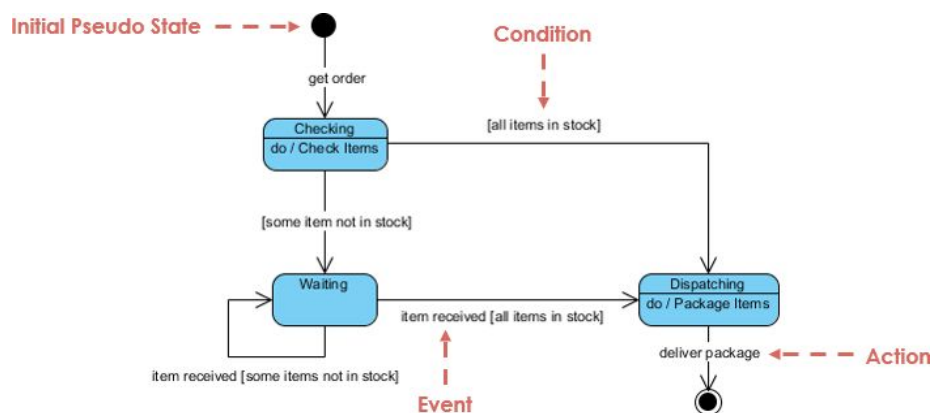 Initial Pseudo State
Condition
get order
[all items in stock]
Checking
do / Check Items
[some item not in stock]
Waiting
Dispatching
do / Package Items
item received [all items in stock]
deliver package
Action
item received [some items not in stock]
Event